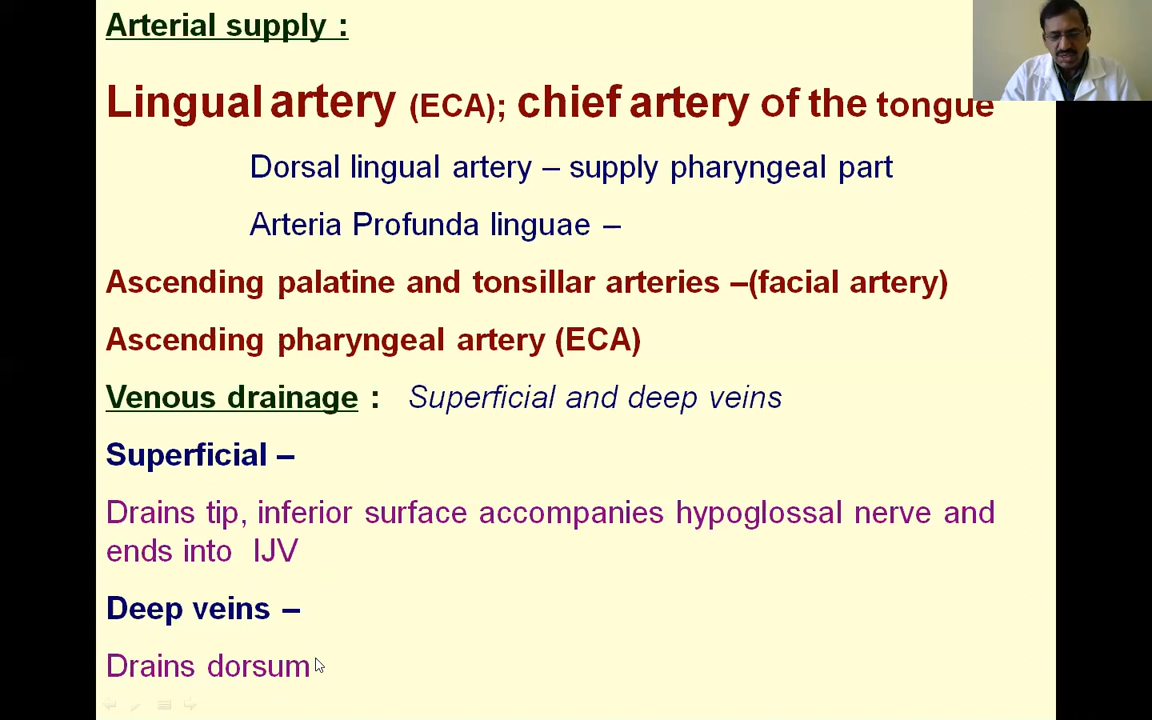 Arterial supply :
Lingual artery (ECA); chief artery of the tongue
Dorsal lingual artery – supply pharyngeal part
Arteria Profunda linguae –
Ascending palatine and tonsillar arteries –(facial artery)
Ascending pharyngeal artery (ECA)
Venous drainage : Superficial and deep veins
Superficial –
Drains tip, inferior surface accompanies hypoglossal nerve and
ends into IJV
Deep veins –
Drains dorsum